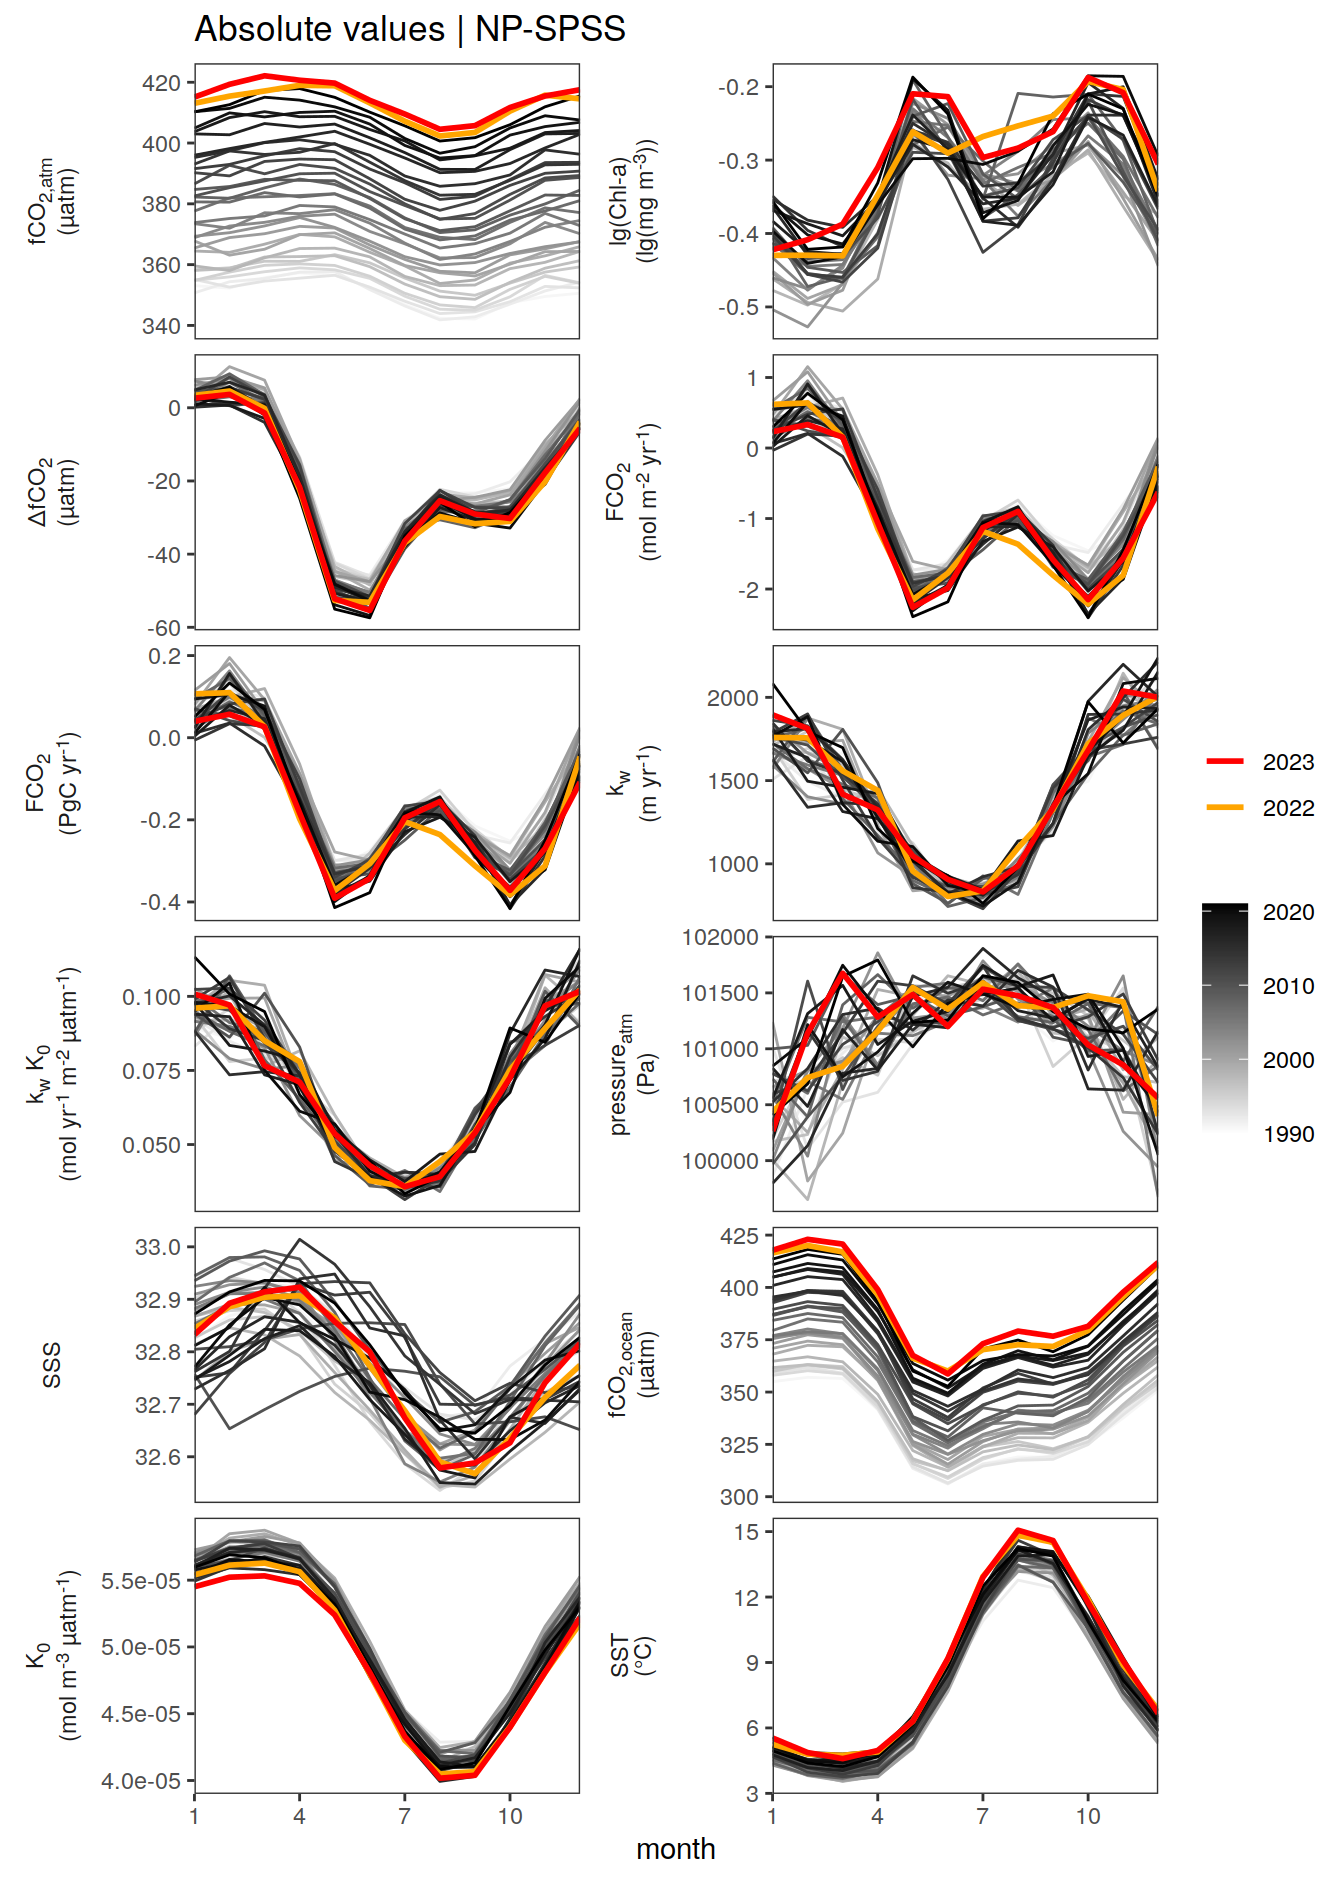 Absolute values | NP-SPSS
fCO2,atm
(µatm)
420
400
380
360
340
lg(Chl-a)
(lg(mg m-3))
-0.2
-0.3
-0.4
-0.5
ΔfCO2
(µatm)
0
-20
-40
-60
FCO2
(mol m-2 yr-1)
1
0
-1
-2
FCO2
(PgC yr-1)
0.2
0.0
-0.2
-0.4
kw
(m yr-1)
2000
1500
1000
2023
2022
2020
2010
2000
1990
kw K0
(mol yr-1 m-2 µatm-1)
0.100
0.075
0.050
pressureatm
(Pa)
102000
101500
101000
100500
100000
SSS
33.0
32.9
32.8
32.7
32.6
fCO2,ocean
(µatm)
425
400
375
350
325
300
K0
(mol m-3 µatm-1)
5.5e-05
5.0e-05
4.5e-05
4.0e-05
SST
(°C)
15
12
9
6
3
1 4 7 10
1 4 7 10
month